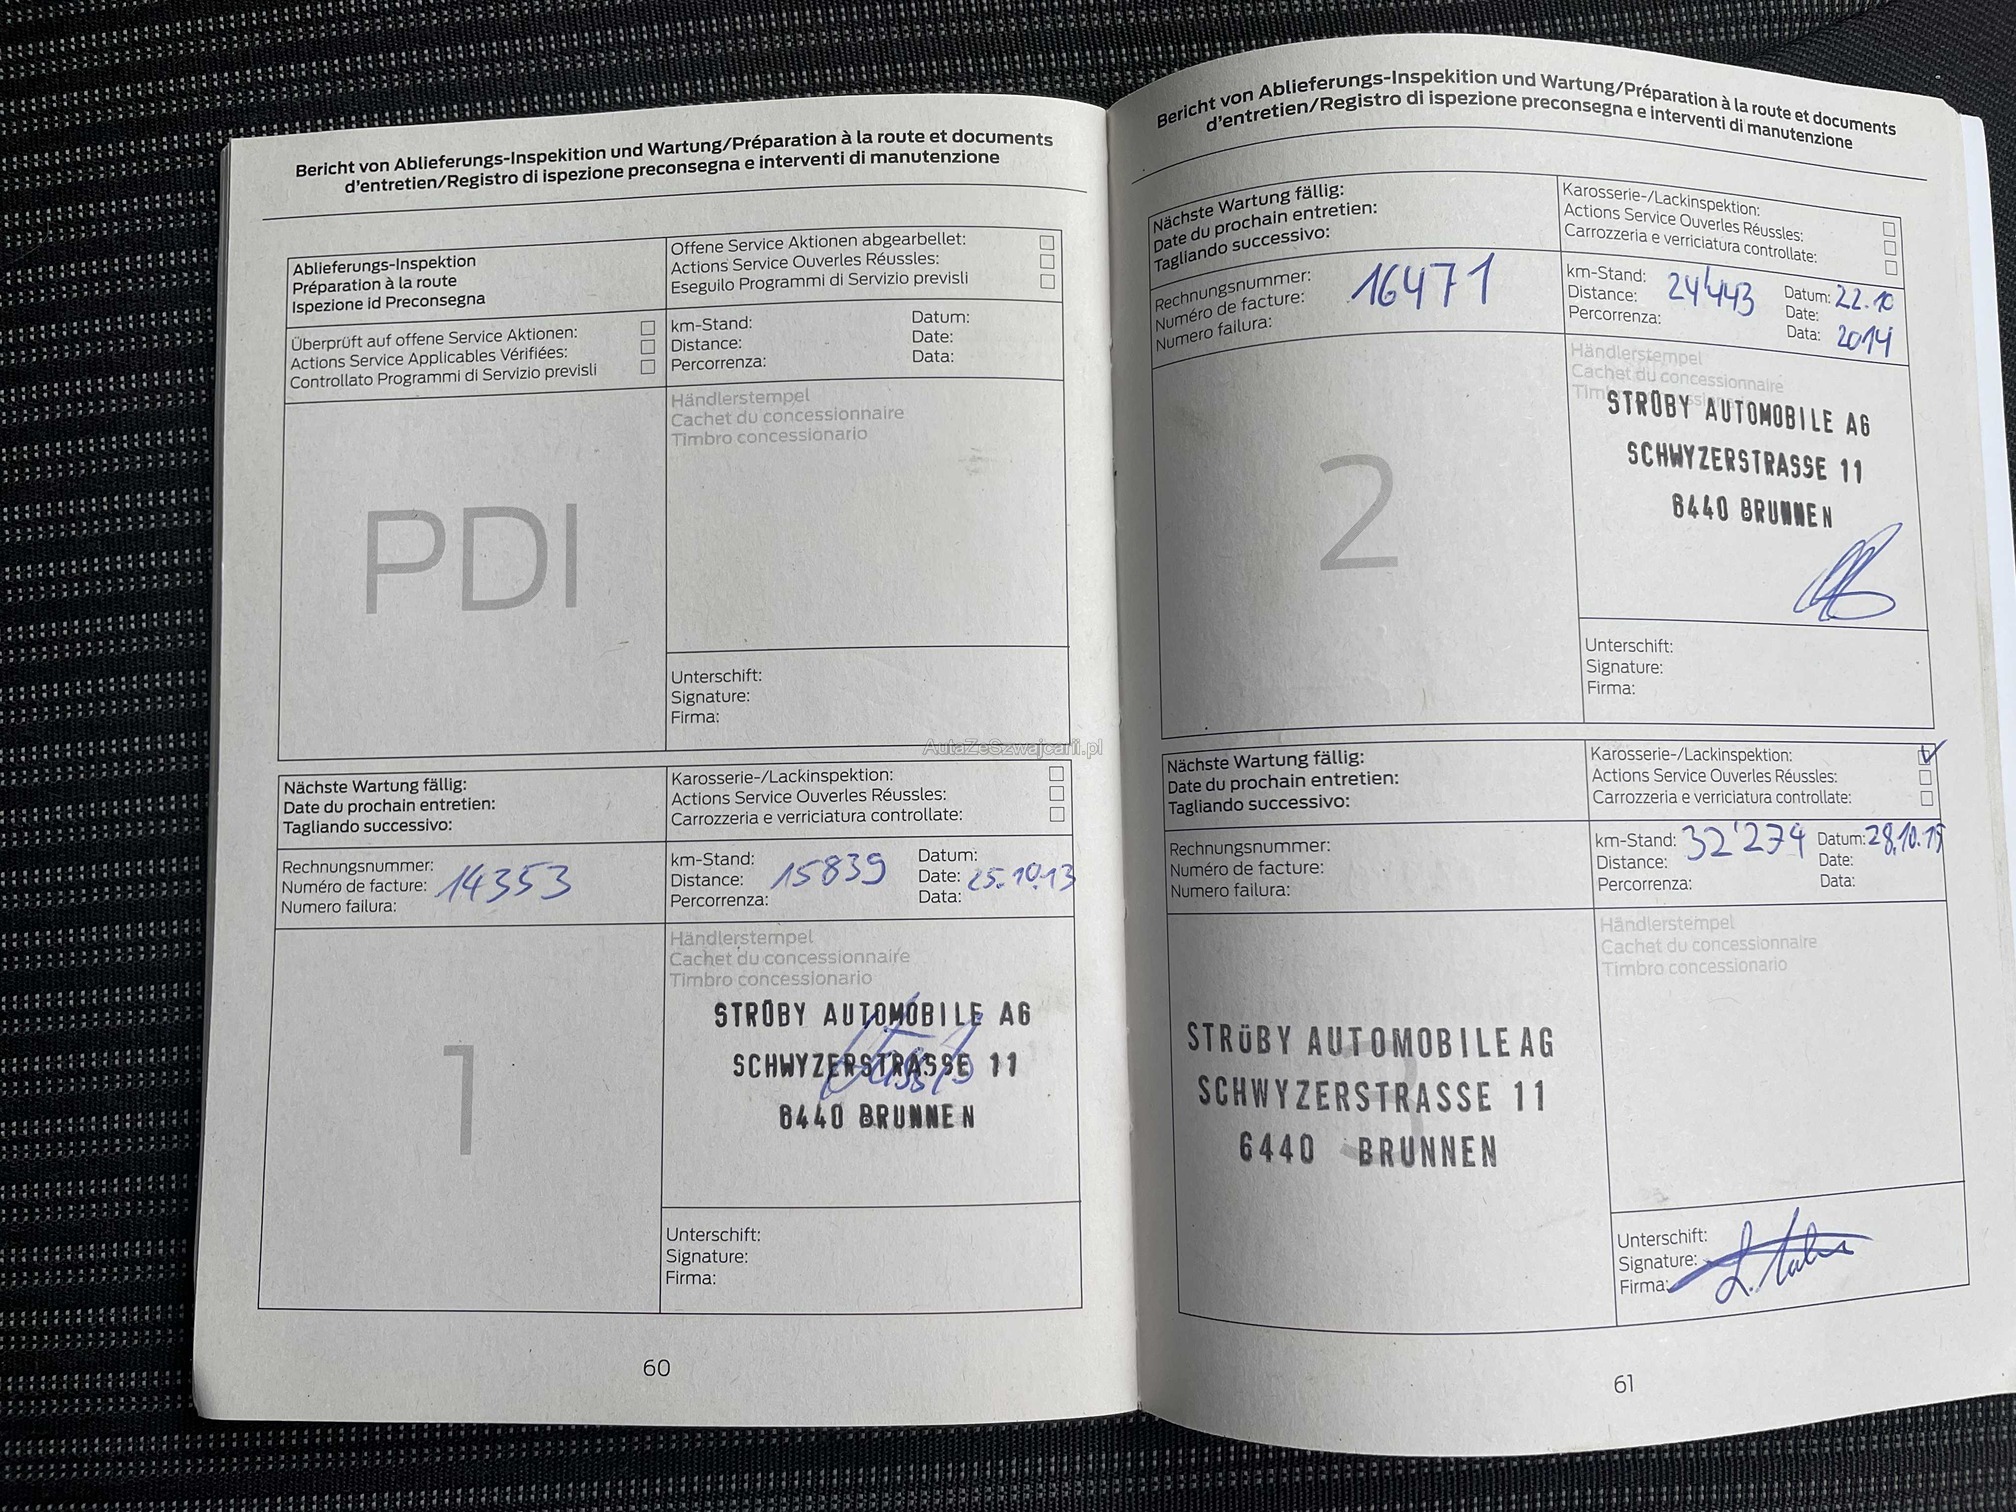 Bericht von Ablieferungs-Inspekition und Wartung/Préparation à la route et documents
d'entretien/Registro di ispezione preconsegna e interventi di manutenzione
Ablieferungs-Inspektion
Préparation à la route
Ispezione id Preconsegna
Offene Service Aktionen abgearbellet:
Actions Service Ouverles Réussles:
Eseguilo Programmi di Servizio previsli
Überprüft auf offene Service Aktionen:
Actions Service Applicables Vérifiées:
Controllato Programmi di Servizio previsli
km-Stand:
Distance:
Percorrenza:
Datum:
Date:
Data:
PDI
Händlerstempel
Cachet du concessionnaire
Timbro concessionario
Unterschift:
Signature:
Firma:
Nächste Wartung fällig:
Date du prochain entretien:
Tagliando successivo:
Karosserie-/Lackinspektion:
Actions Service Ouverles Réussles:
Carrozzeria e verriciatura controllate:
Rechnungsnummer:
Numéro de facture: 14353
Numero failura:
km-Stand:
Distance: 15839
Percorrenza:
Datum:
Date: 25.10.13
Data:
1
Händlerstempel
Cachet du concessionnaire
Timbro concessionario
STRÜBY AUTOMOBILE AG
SCHWYZERSTRASSE 11
6440 BRUNNEN
Unterschift:
Signature:
Firma:
60
AutaZeSzwajcarii.pl
Bericht von Ablieferungs-Inspekition und Wartung/Préparation à la route et documents
d'entretien/Registro di ispezione preconsegna e interventi di manutenzione
Nächste Wartung fällig:
Date du prochain entretien:
Tagliando successivo:
Karosserie-/Lackinspektion:
Actions Service Ouverles Réussles:
Carrozzeria e verriciatura controllate:
Rechnungsnummer: 16471
Numéro de facture:
Numero failura:
km-Stand: 24'443
Distance:
Percorrenza:
Datum: 22.10
Date:
Data: 2014
2
Händlerstempel
Cachet du concessionnaire
STRÜBY AUTOMOBILE AG
SCHWYZERSTRASSE 11
6440 BRUNNEN
Unterschift:
Signature:
Firma:
Nächste Wartung fällig:
Date du prochain entretien:
Tagliando successivo:
Karosserie-/Lackinspektion:
Actions Service Ouverles Réussles:
Carrozzeria e verriciatura controllate:
Rechnungsnummer:
Numéro de facture:
Numero failura:
km-Stand: 32'274
Distance:
Percorrenza:
Datum: 28.10.15
Date:
Data:
3
Händlerstempel
Cachet du concessionnaire
Timbro concessionario
STRÜBY AUTOMOBILE AG
SCHWYZERSTRASSE 11
6440 BRUNNEN
Unterschift:
Signature:
Firma:
61